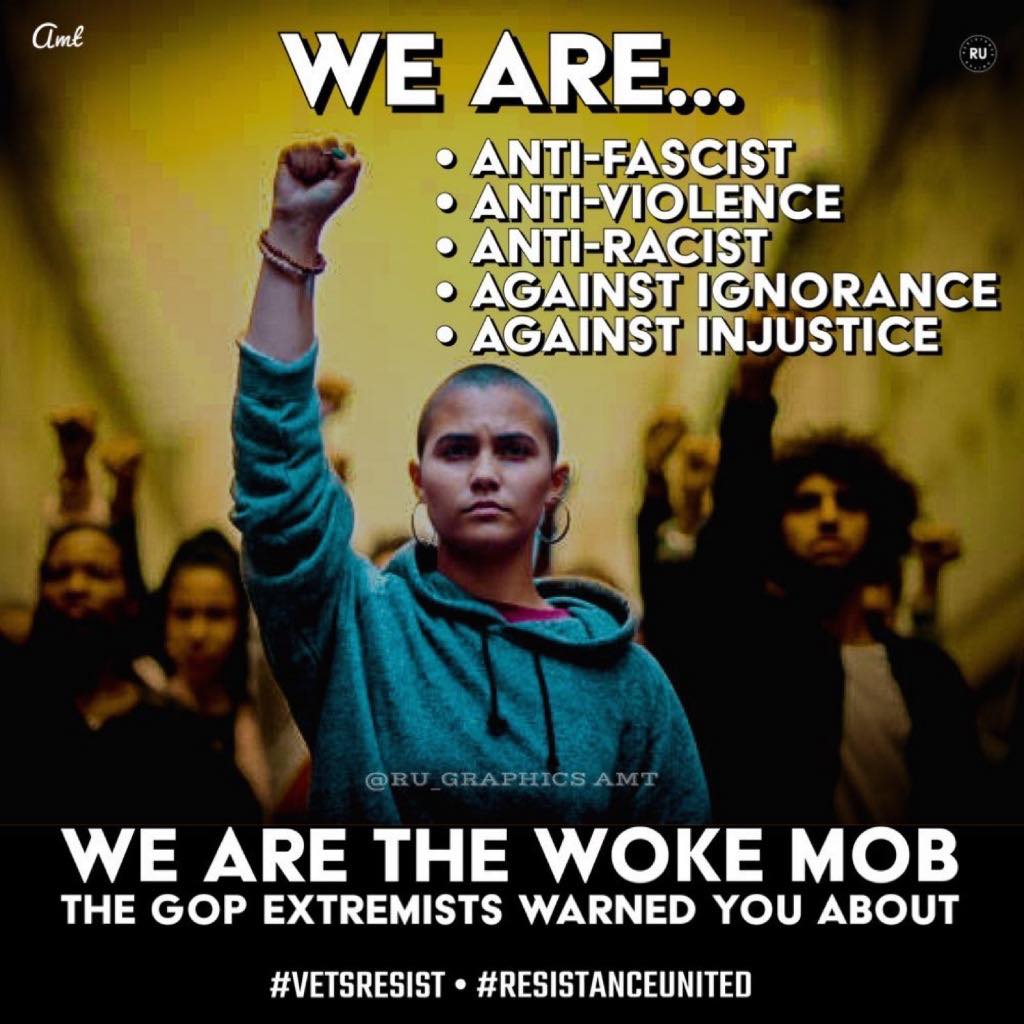 Amt
RU
WE ARE...
• ANTI-FASCIST
• ANTI-VIOLENCE
• ANTI-RACIST
• AGAINST IGNORANCE
• AGAINST INJUSTICE
@RU_GRAPHICS AMT
WE ARE THE WOKE MOB
THE GOP EXTREMISTS WARNED YOU ABOUT
#VETSRESIST • #RESISTANCEUNITED